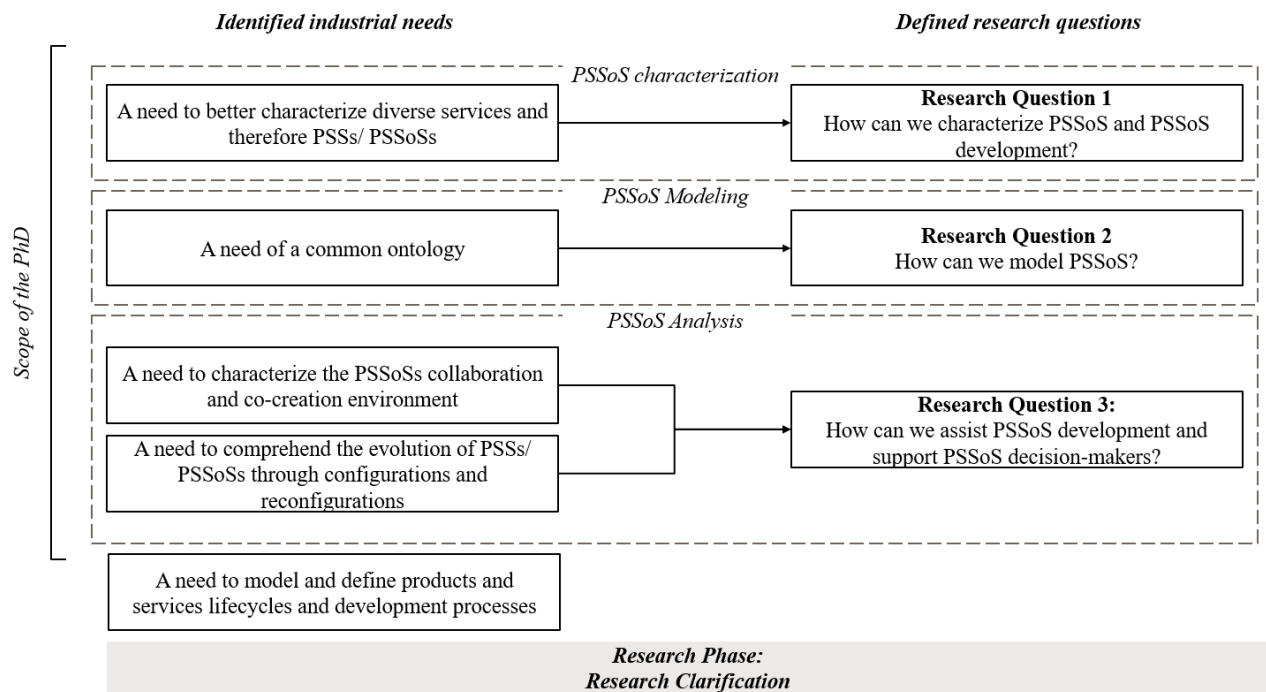 Identified industrial needs
Defined research questions
Scope of the PhD
PSSoS characterization
A need to better characterize diverse services and
therefore PSSs/ PSSoSs
Research Question 1
How can we characterize PSSoS and PSSoS
development?
PSSoS Modeling
A need of a common ontology
Research Question 2
How can we model PSSoS?
PSSoS Analysis
A need to characterize the PSSoSs collaboration
and co-creation environment
A need to comprehend the evolution of PSSs/
PSSoSs through configurations and
reconfigurations
Research Question 3:
How can we assist PSSoS development and
support PSSoS decision-makers?
A need to model and define products and
services lifecycles and development processes
Research Phase:
Research Clarification